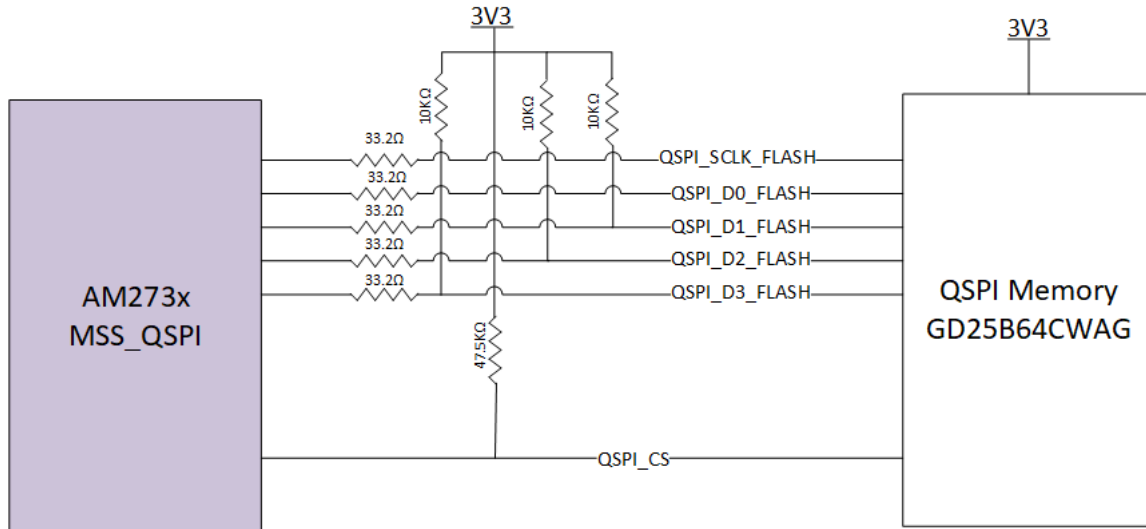 3V3
3V3
10KΩ
10KΩ
10KΩ
33.2Ω
QSPI_SCLK_FLASH
33.2Ω
QSPI_D0_FLASH
33.2Ω
QSPI_D1_FLASH
33.2Ω
QSPI_D2_FLASH
33.2Ω
QSPI_D3_FLASH
AM273x
MSS_QSPI
QSPI Memory
GD25B64CWAG
47.5KΩ
QSPI_CS